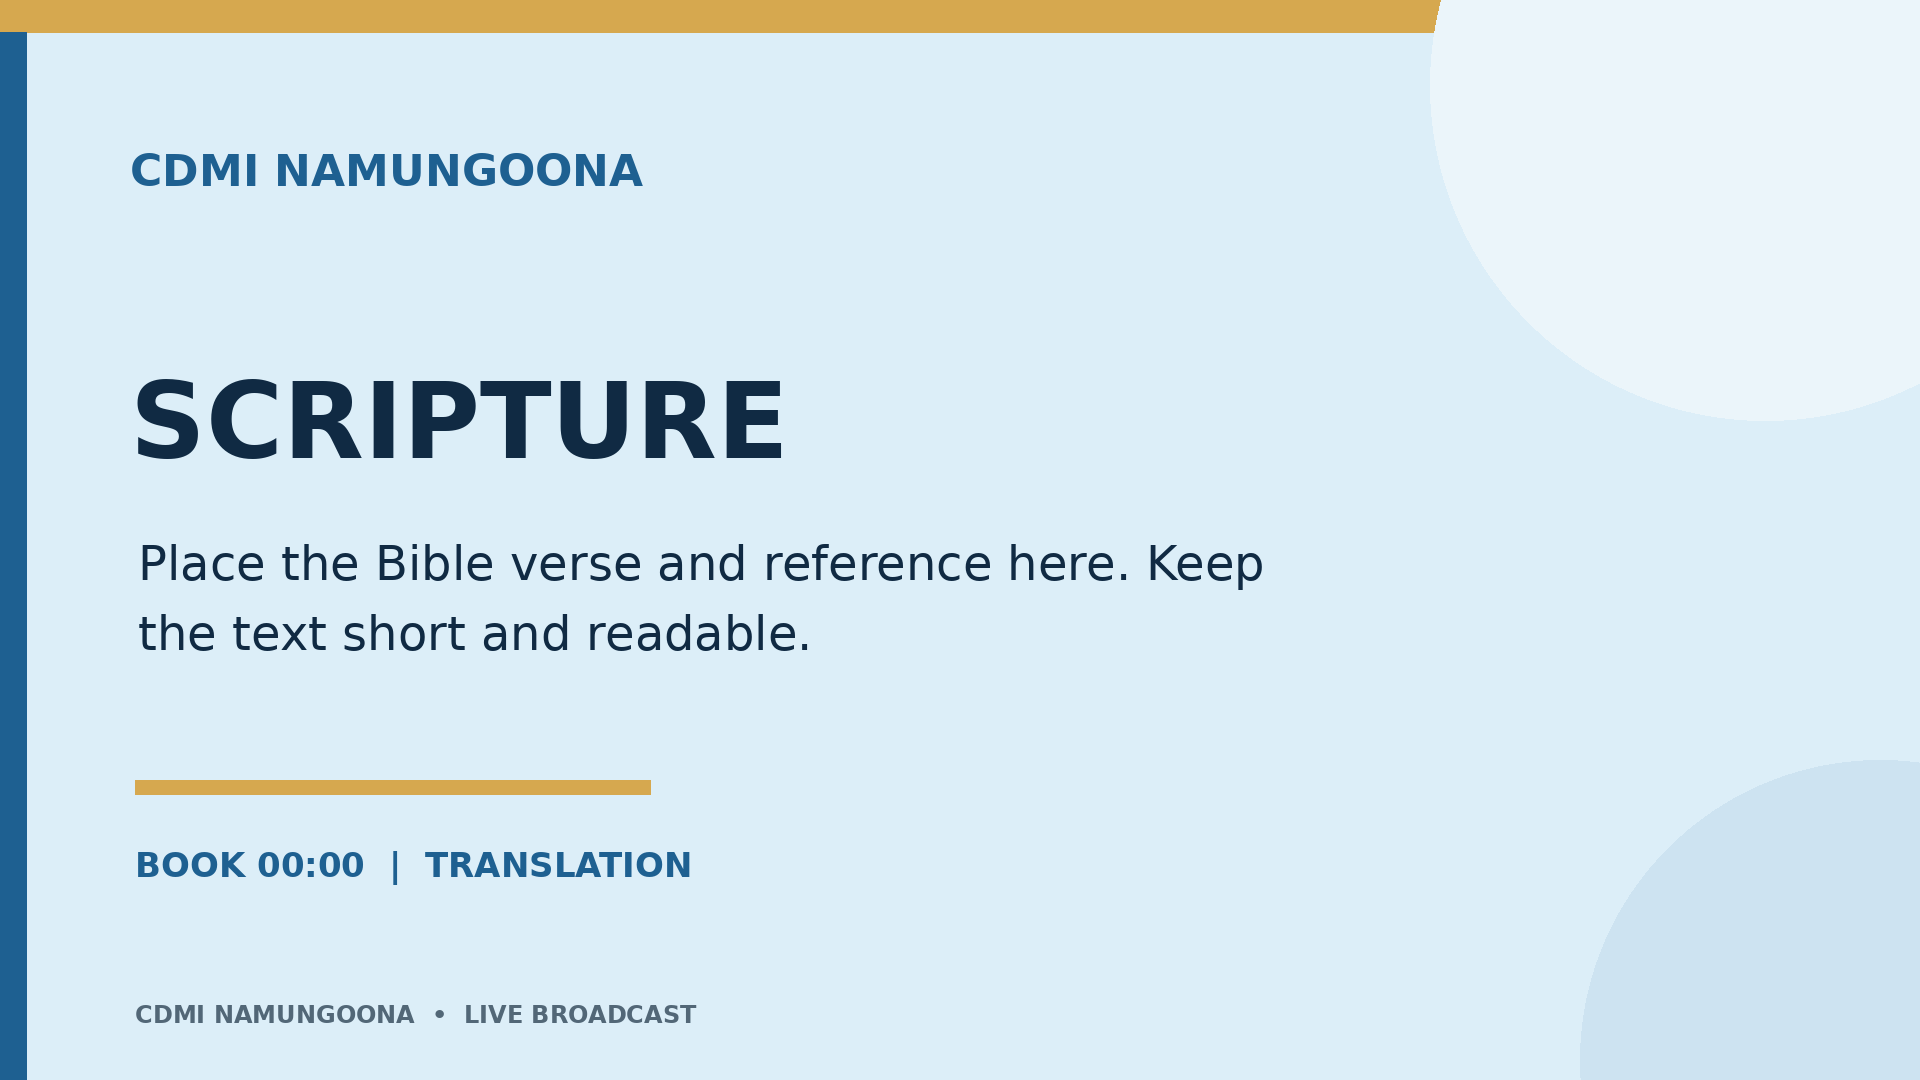 CDMI NAMUNGOONA
SCRIPTURE
Place the Bible verse and reference here. Keep
the text short and readable.
BOOK 00:00 | TRANSLATION
CDMI NAMUNGOONA • LIVE BROADCAST